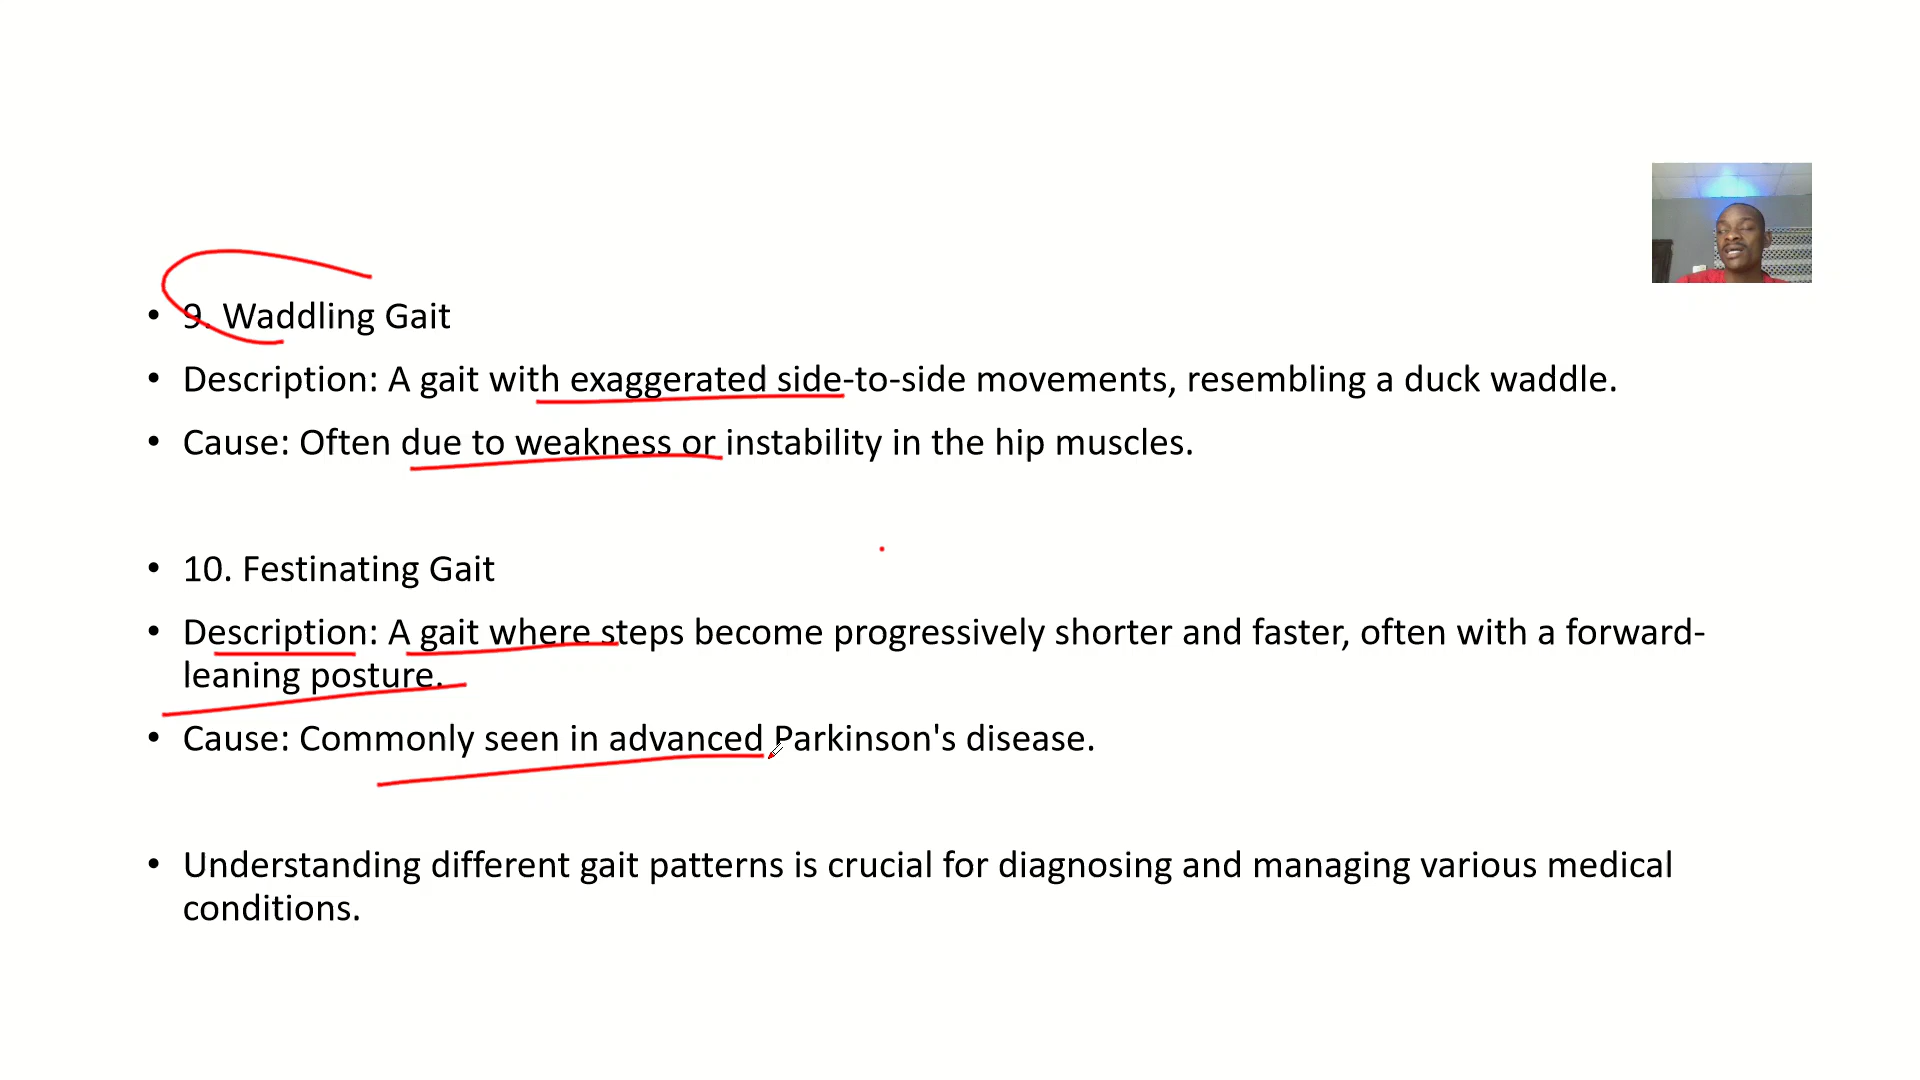 • 9. Waddling Gait
• Description: A gait with exaggerated side-to-side movements, resembling a duck waddle.
• Cause: Often due to weakness or instability in the hip muscles.
• 10. Festinating Gait
• Description: A gait where steps become progressively shorter and faster, often with a forward-
leaning posture.
• Cause: Commonly seen in advanced Parkinson's disease.
• Understanding different gait patterns is crucial for diagnosing and managing various medical
conditions.